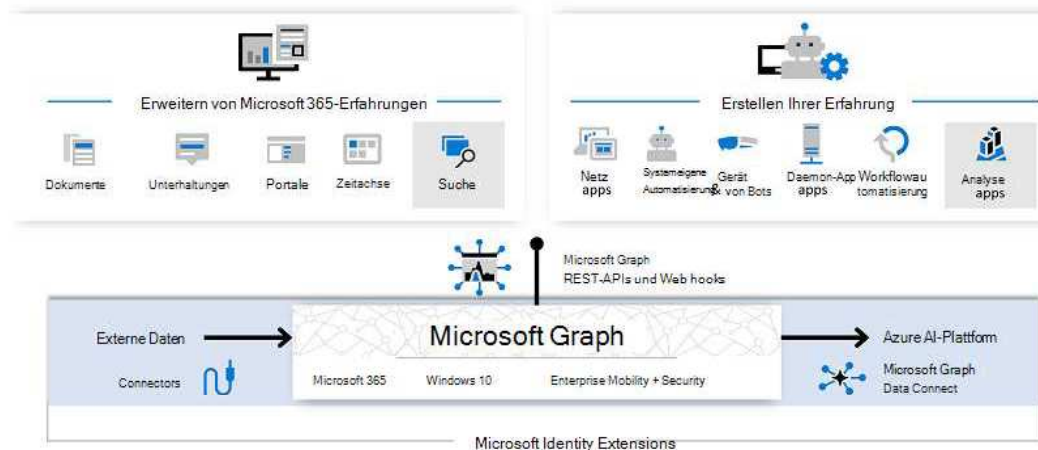 Erweitern von Microsoft 365-Erfahrungen
Dokumente
Unterhaltungen
Portale
Zeitachse
Suche
Erstellen Ihrer Erfahrung
Netz
apps
Systemeigene
Automatisierung
Gerät
& von Bots
Daemon-App
apps
Workflowau
tomatisierung
Analyse
apps
Microsoft Graph
REST-APIs und Web hooks
Externe Daten
Connectors
Microsoft Graph
Microsoft 365 Windows 10 Enterprise Mobility + Security
Azure AI-Plattform
Microsoft Graph
Data Connect
Microsoft Identity Extensions